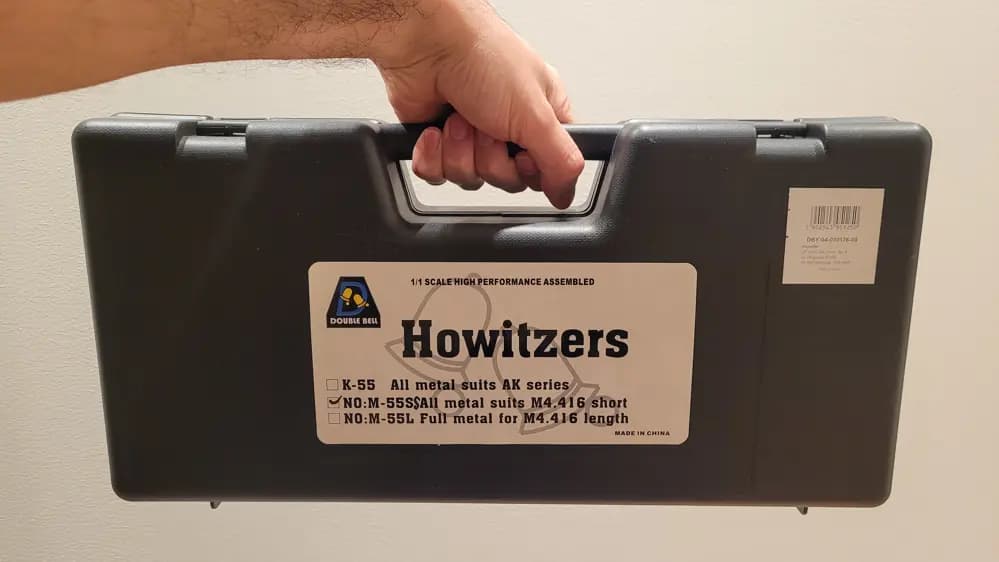 1/1 SCALE HIGH PERFORMANCE ASSEMBLED
DOUBLE BELL
Howitzers
K-55 All metal suits AK series
NO:M-55S All metal suits M4.416 short
NO:M-55L Full metal for M4.416 length
MADE IN CHINA